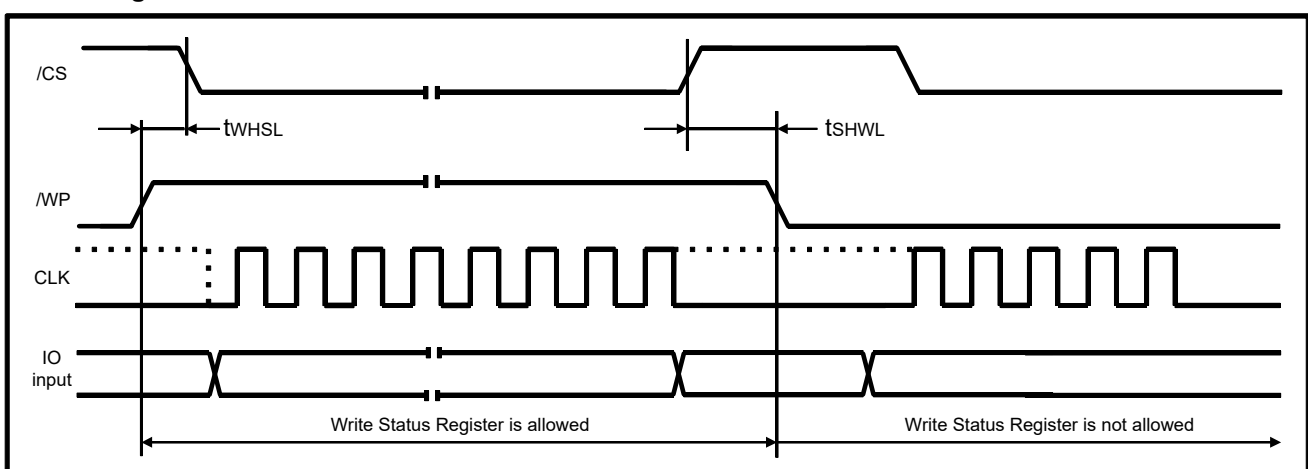 /CS
tWHSL
tSHWL
/WP
CLK
IO
input
Write Status Register is allowed
Write Status Register is not allowed